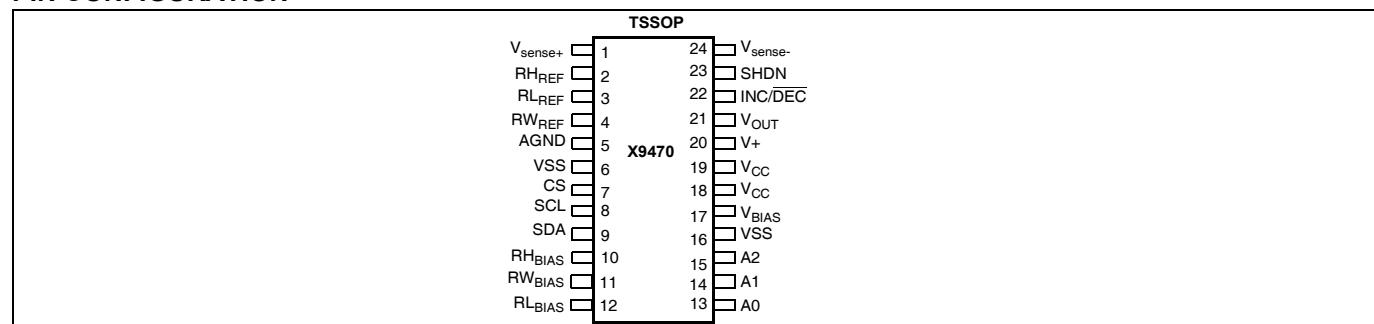 TSSOP
Vsense+ 1 24 Vsense-
RHREF 2 23 SHDN
RLREF 3 22 INC/DEC
RWREF 4 21 VOUT
AGND 5 X9470 20 V+
VSS 6 19 VCC
CS 7 18 VCC
SCL 8 17 VBIAS
SDA 9 16 VSS
RHBIAS 10 15 A2
RWBIAS 11 14 A1
RLBIAS 12 13 A0